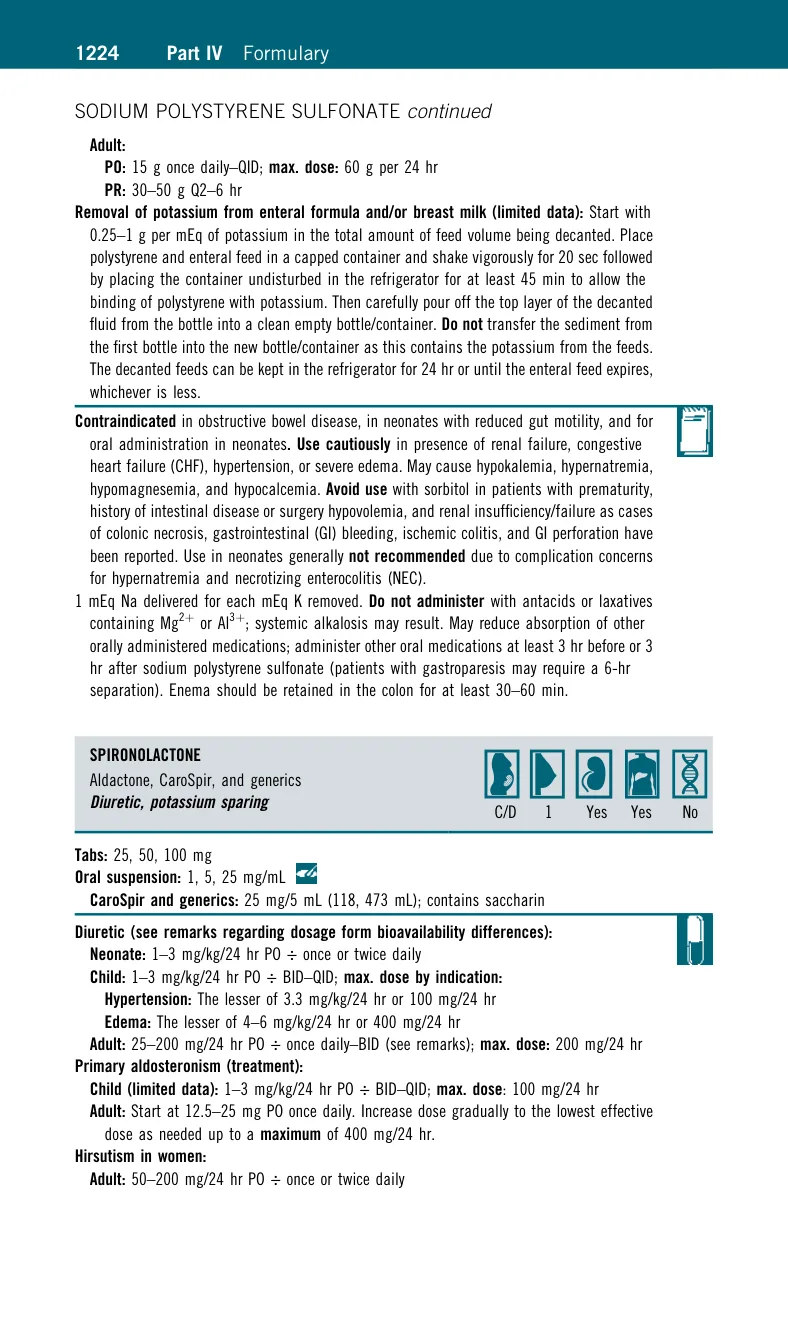 1224 Part IV Formulary
SODIUM POLYSTYRENE SULFONATE continued
Adult:
PO: 15 g once daily–QID; max. dose: 60 g per 24 hr
PR: 30–50 g Q2–6 hr
Removal of potassium from enteral formula and/or breast milk (limited data): Start with
0.25–1 g per mEq of potassium in the total amount of feed volume being decanted. Place
polystyrene and enteral feed in a capped container and shake vigorously for 20 sec followed
by placing the container undisturbed in the refrigerator for at least 45 min to allow the
binding of polystyrene with potassium. Then carefully pour off the top layer of the decanted
fluid from the bottle into a clean empty bottle/container. Do not transfer the sediment from
the first bottle into the new bottle/container as this contains the potassium from the feeds.
The decanted feeds can be kept in the refrigerator for 24 hr or until the enteral feed expires,
whichever is less.
Contraindicated in obstructive bowel disease, in neonates with reduced gut motility, and for
oral administration in neonates. Use cautiously in presence of renal failure, congestive
heart failure (CHF), hypertension, or severe edema. May cause hypokalemia, hypernatremia,
hypomagnesemia, and hypocalcemia. Avoid use with sorbitol in patients with prematurity,
history of intestinal disease or surgery hypovolemia, and renal insufficiency/failure as cases
of colonic necrosis, gastrointestinal (GI) bleeding, ischemic colitis, and GI perforation have
been reported. Use in neonates generally not recommended due to complication concerns
for hypernatremia and necrotizing enterocolitis (NEC).
1 mEq Na delivered for each mEq K removed. Do not administer with antacids or laxatives
containing Mg2+ or Al3+; systemic alkalosis may result. May reduce absorption of other
orally administered medications; administer other oral medications at least 3 hr before or 3
hr after sodium polystyrene sulfonate (patients with gastroparesis may require a 6-hr
separation). Enema should be retained in the colon for at least 30–60 min.
SPIRONOLACTONE
Aldactone, CaroSpir, and generics
Diuretic, potassium sparing
C/D 1 Yes Yes No
Tabs: 25, 50, 100 mg
Oral suspension: 1, 5, 25 mg/mL
CaroSpir and generics: 25 mg/5 mL (118, 473 mL); contains saccharin
Diuretic (see remarks regarding dosage form bioavailability differences):
Neonate: 1–3 mg/kg/24 hr PO ÷ once or twice daily
Child: 1–3 mg/kg/24 hr PO ÷ BID–QID; max. dose by indication:
Hypertension: The lesser of 3.3 mg/kg/24 hr or 100 mg/24 hr
Edema: The lesser of 4–6 mg/kg/24 hr or 400 mg/24 hr
Adult: 25–200 mg/24 hr PO ÷ once daily–BID (see remarks); max. dose: 200 mg/24 hr
Primary aldosteronism (treatment):
Child (limited data): 1–3 mg/kg/24 hr PO ÷ BID–QID; max. dose: 100 mg/24 hr
Adult: Start at 12.5–25 mg PO once daily. Increase dose gradually to the lowest effective
dose as needed up to a maximum of 400 mg/24 hr.
Hirsutism in women:
Adult: 50–200 mg/24 hr PO ÷ once or twice daily